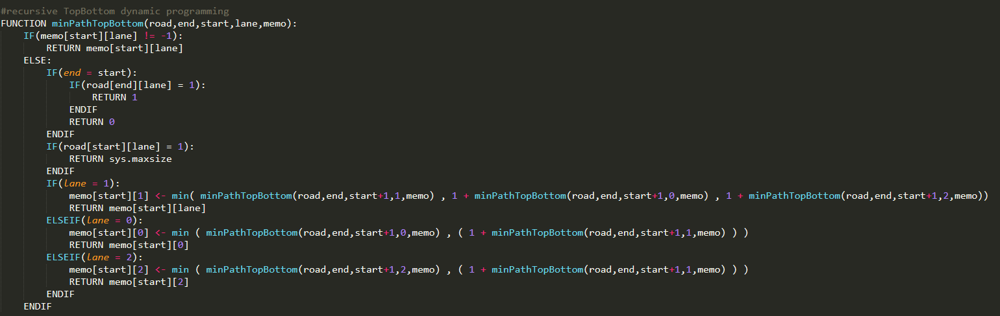 #recursive TopBottom dynamic programming
FUNCTION minPathTopBottom(road,end,start,lane,memo):
    IF(memo[start][lane] != -1):
        RETURN memo[start][lane]
    ELSE:
        IF(end = start):
            IF(road[end][lane] = 1):
                RETURN 1
            ENDIF
            RETURN 0
        ENDIF
        IF(road[start][lane] = 1):
            RETURN sys.maxsize
        ENDIF
        IF(lane = 1):
            memo[start][1] <- min( minPathTopBottom(road,end,start+1,1,memo) , 1 + minPathTopBottom(road,end,start+1,0,memo) , 1 + minPathTopBottom(road,end,start+1,2,memo))
            RETURN memo[start][lane]
        ELSEIF(lane = 0):
            memo[start][0] <- min ( minPathTopBottom(road,end,start+1,0,memo) , ( 1 + minPathTopBottom(road,end,start+1,1,memo) ) )
            RETURN memo[start][0]
        ELSEIF(lane = 2):
            memo[start][2] <- min ( minPathTopBottom(road,end,start+1,2,memo) , ( 1 + minPathTopBottom(road,end,start+1,1,memo) ) )
            RETURN memo[start][2]
        ENDIF
    ENDIF